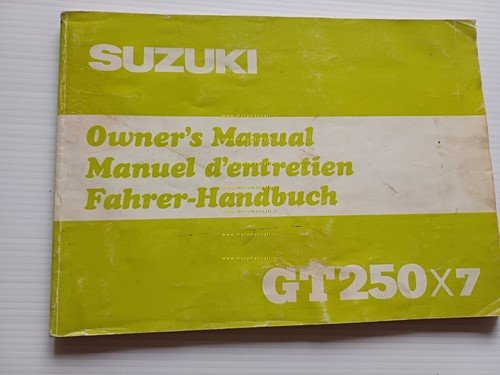 SUZUKI
Owner's Manual
Manuel d'entretien
Fahrer-Handbuch
GT250X7